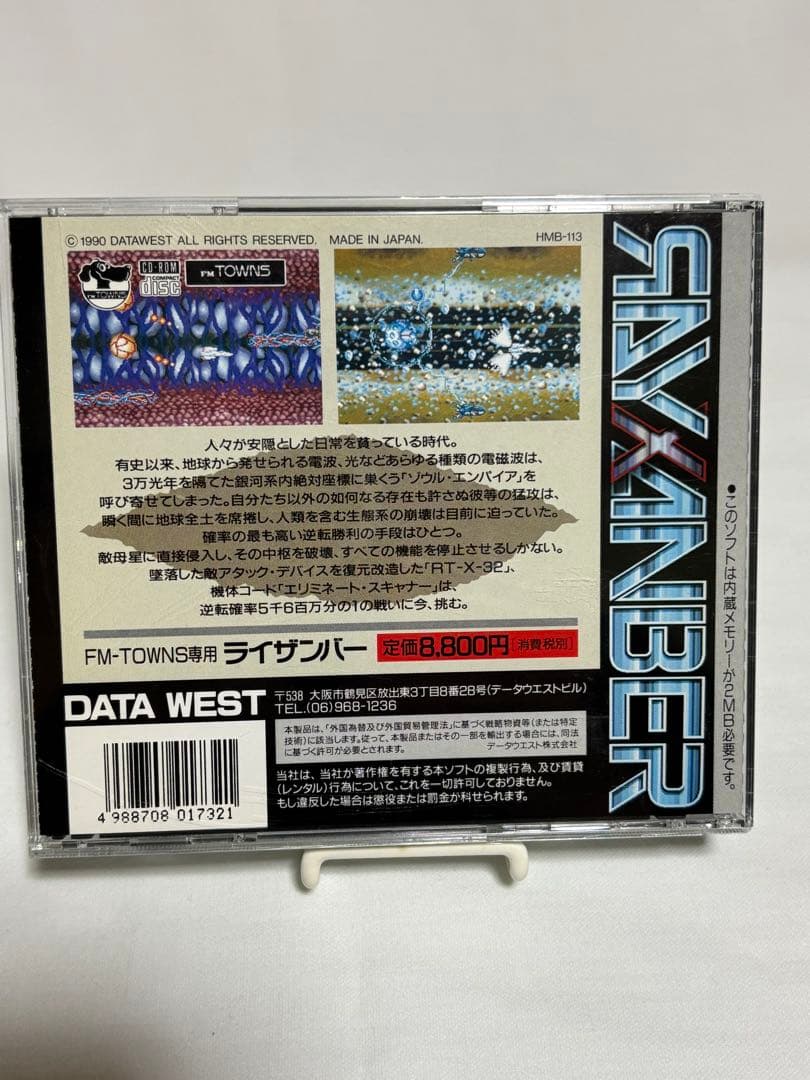 © 1990 DATAWEST ALL RIGHTS RESERVED. MADE IN JAPAN.
HMB-113
FM TOWNS
CD-ROM
COMPACT
disc
FM TOWNS
人々が安隠とした日常を貪っている時代。
有史以来、地球から発せられる電波、光などあらゆる種類の電磁波は、
3万光年を隔てた銀河系内絶対座標に巣くう「ゾウル・エンパイア」を
呼び寄せてしまった。自分たち以外の如何なる存在も許さぬ彼等の猛攻は、
瞬く間に地球全土を席捲し、人類を含む生態系の崩壊は目前に迫っていた。
確率の最も高い逆転勝利の手段はひとつ。
敵母星に直接侵入し、その中枢を破壊、すべての機能を停止させるしかない。
墜落した敵アタック・デバイスを復元改造した「RT-X-32」、
機体コード「エリミネート・スキャナー」は、
逆転確率5千6百万分の1の戦いに今、挑む。
FM-TOWNS専用 ライザンバー 定価8,800円[消費税別]
DATA WEST
〒538 大阪市鶴見区放出東3丁目8番28号(データウエストビル)
TEL.(06)968-1236
本製品は、「外国為替及び外国貿易管理法」に基づく戦略物資等(または特定
技術)に該当します。従って、本製品またはその一部を輸出する場合には、同法
に基づく許可が必要とされます。 データウエスト株式会社
当社は、当社が著作権を有する本ソフトの複製行為、及び賃貸
(レンタル)行為について、これを一切許可しておりません。
もし違反した場合は懲役または罰金が科せられます。
4 988708 017321
RAYXANBER
●このソフトは内蔵メモリーが2MB必要です。